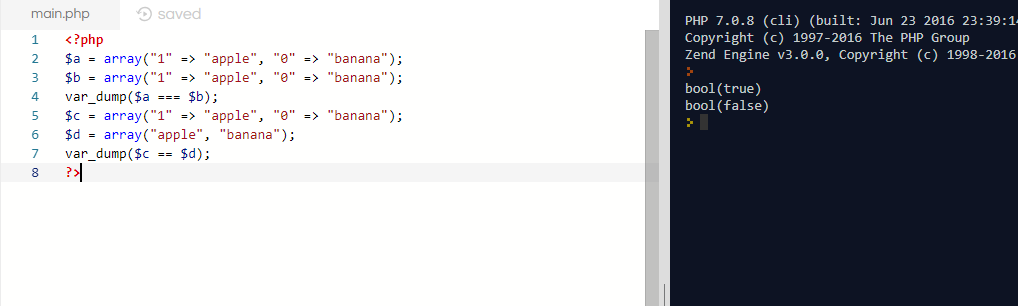 main.php saved
1 <?php
2 $a = array("1" => "apple", "0" => "banana");
3 $b = array("1" => "apple", "0" => "banana");
4 var_dump($a === $b);
5 $c = array("1" => "apple", "0" => "banana");
6 $d = array("apple", "banana");
7 var_dump($c == $d);
8 ?>
PHP 7.0.8 (cli) (built: Jun 23 2016 23:39:14
Copyright (c) 1997-2016 The PHP Group
Zend Engine v3.0.0, Copyright (c) 1998-2016
bool(true)
bool(false)